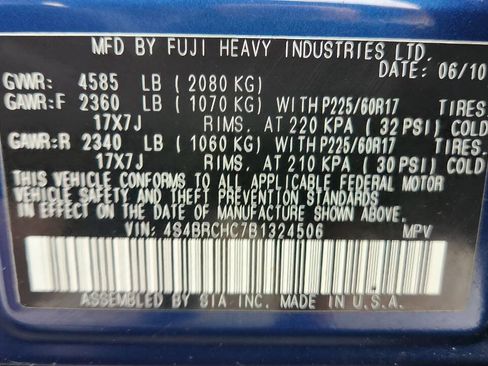 MFD BY FUJI HEAVY INDUSTRIES LTD.
DATE: 06/10
GVWR: 4585 LB ( 2080 KG)
GAWR:F 2360 LB ( 1070 KG) WITH P225/60R17 TIRES
17X7J RIMS, AT 220 KPA ( 32 PSI) COLD
GAWR:R 2340 LB ( 1060 KG) WITH P225/60R17 TIRES
17X7J RIMS, AT 210 KPA ( 30 PSI) COLD
THIS VEHICLE CONFORMS TO ALL APPLICABLE FEDERAL MOTOR
VEHICLE SAFETY AND THEFT PREVENTION STANDARDS
IN EFFECT ON THE DATE OF MANUFACTURE SHOWN ABOVE.
VIN: 4S4BRCHC7B1324506 MPV
ASSEMBLED BY SIA INC. MADE IN U.S.A.